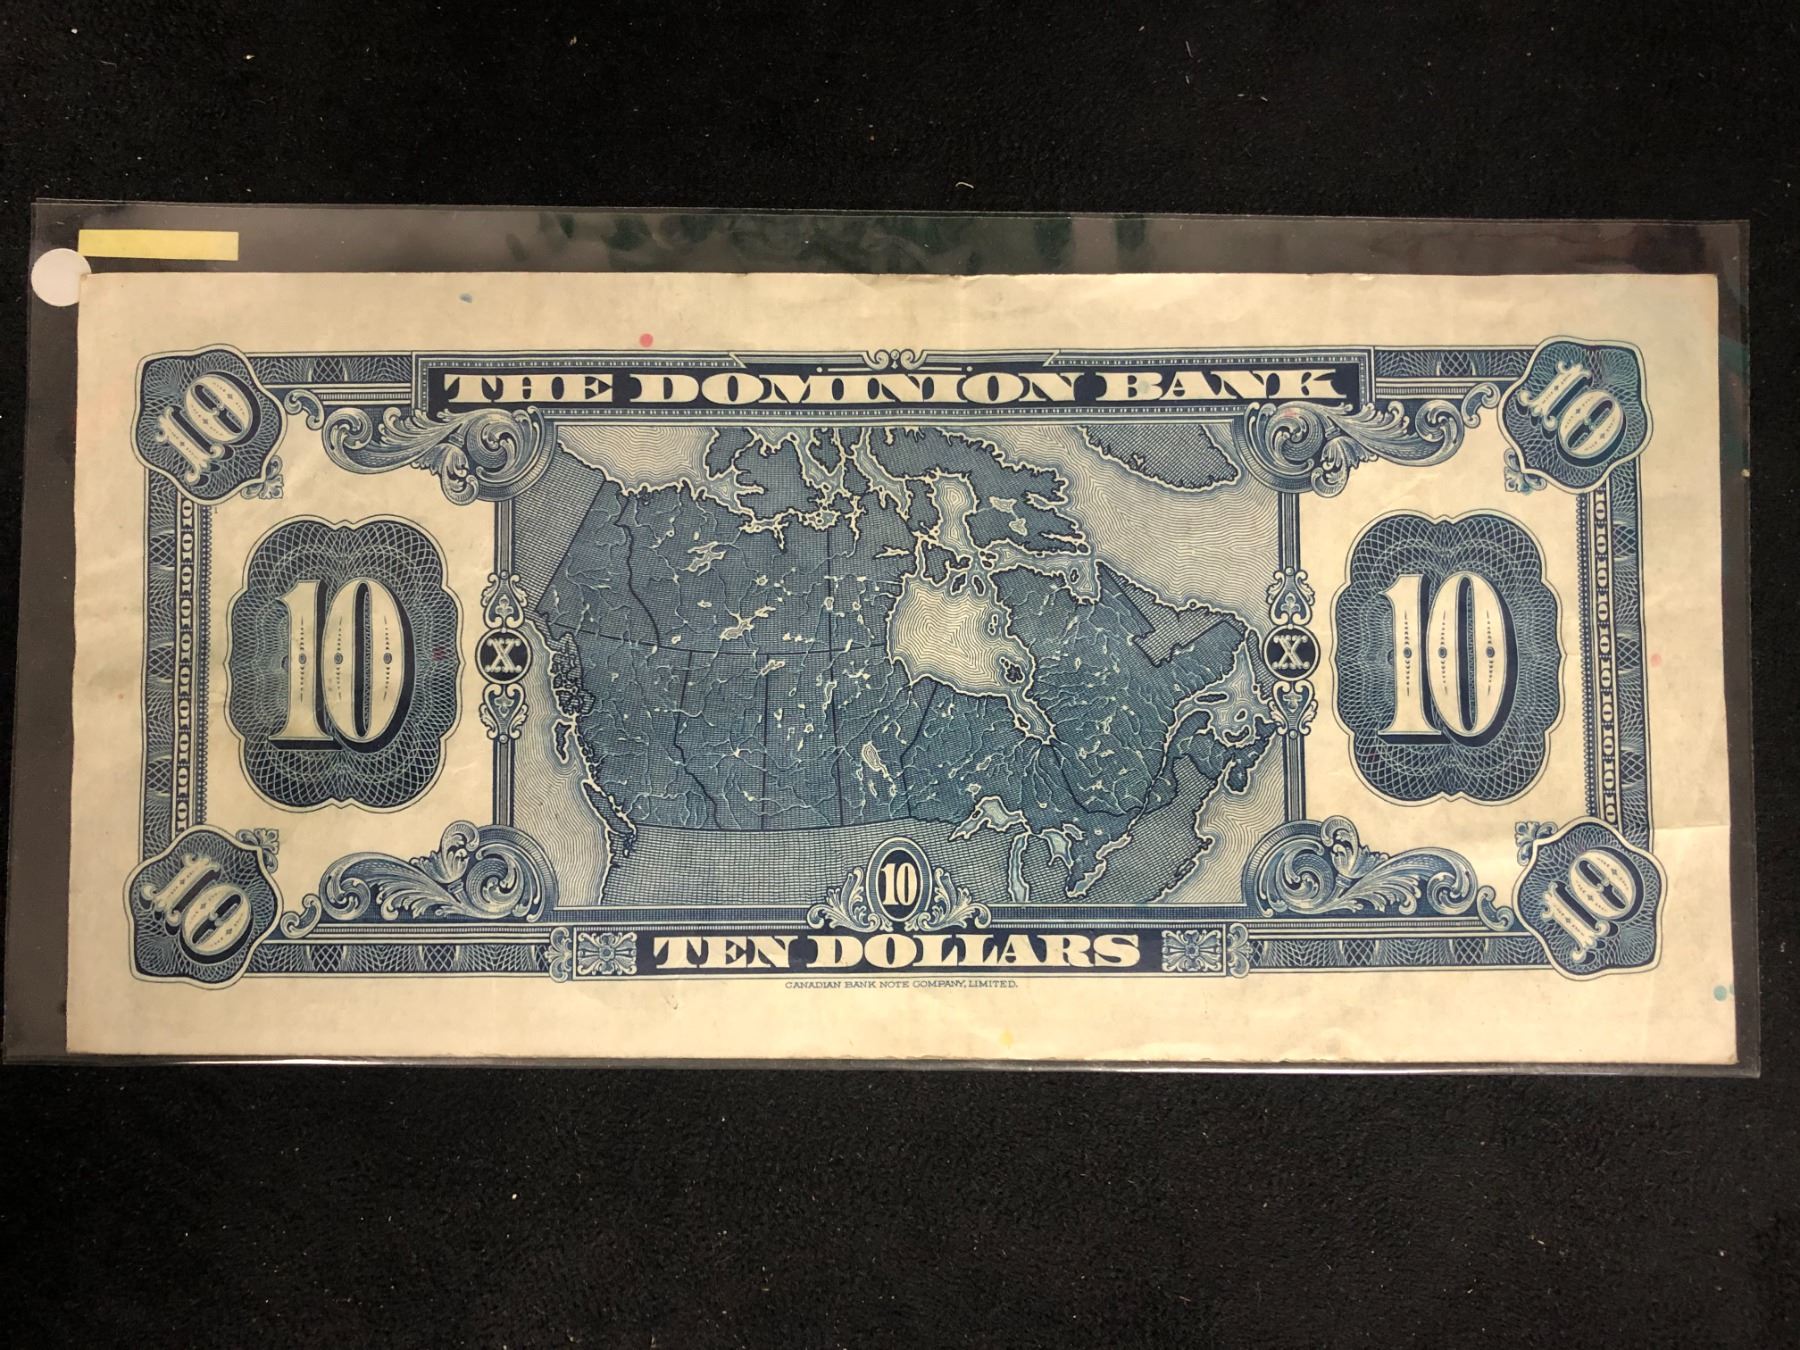 10 THE DOMINION BANK 10
10 X X 10
10
10 TEN DOLLARS 10
CANADIAN BANK NOTE COMPANY, LIMITED.